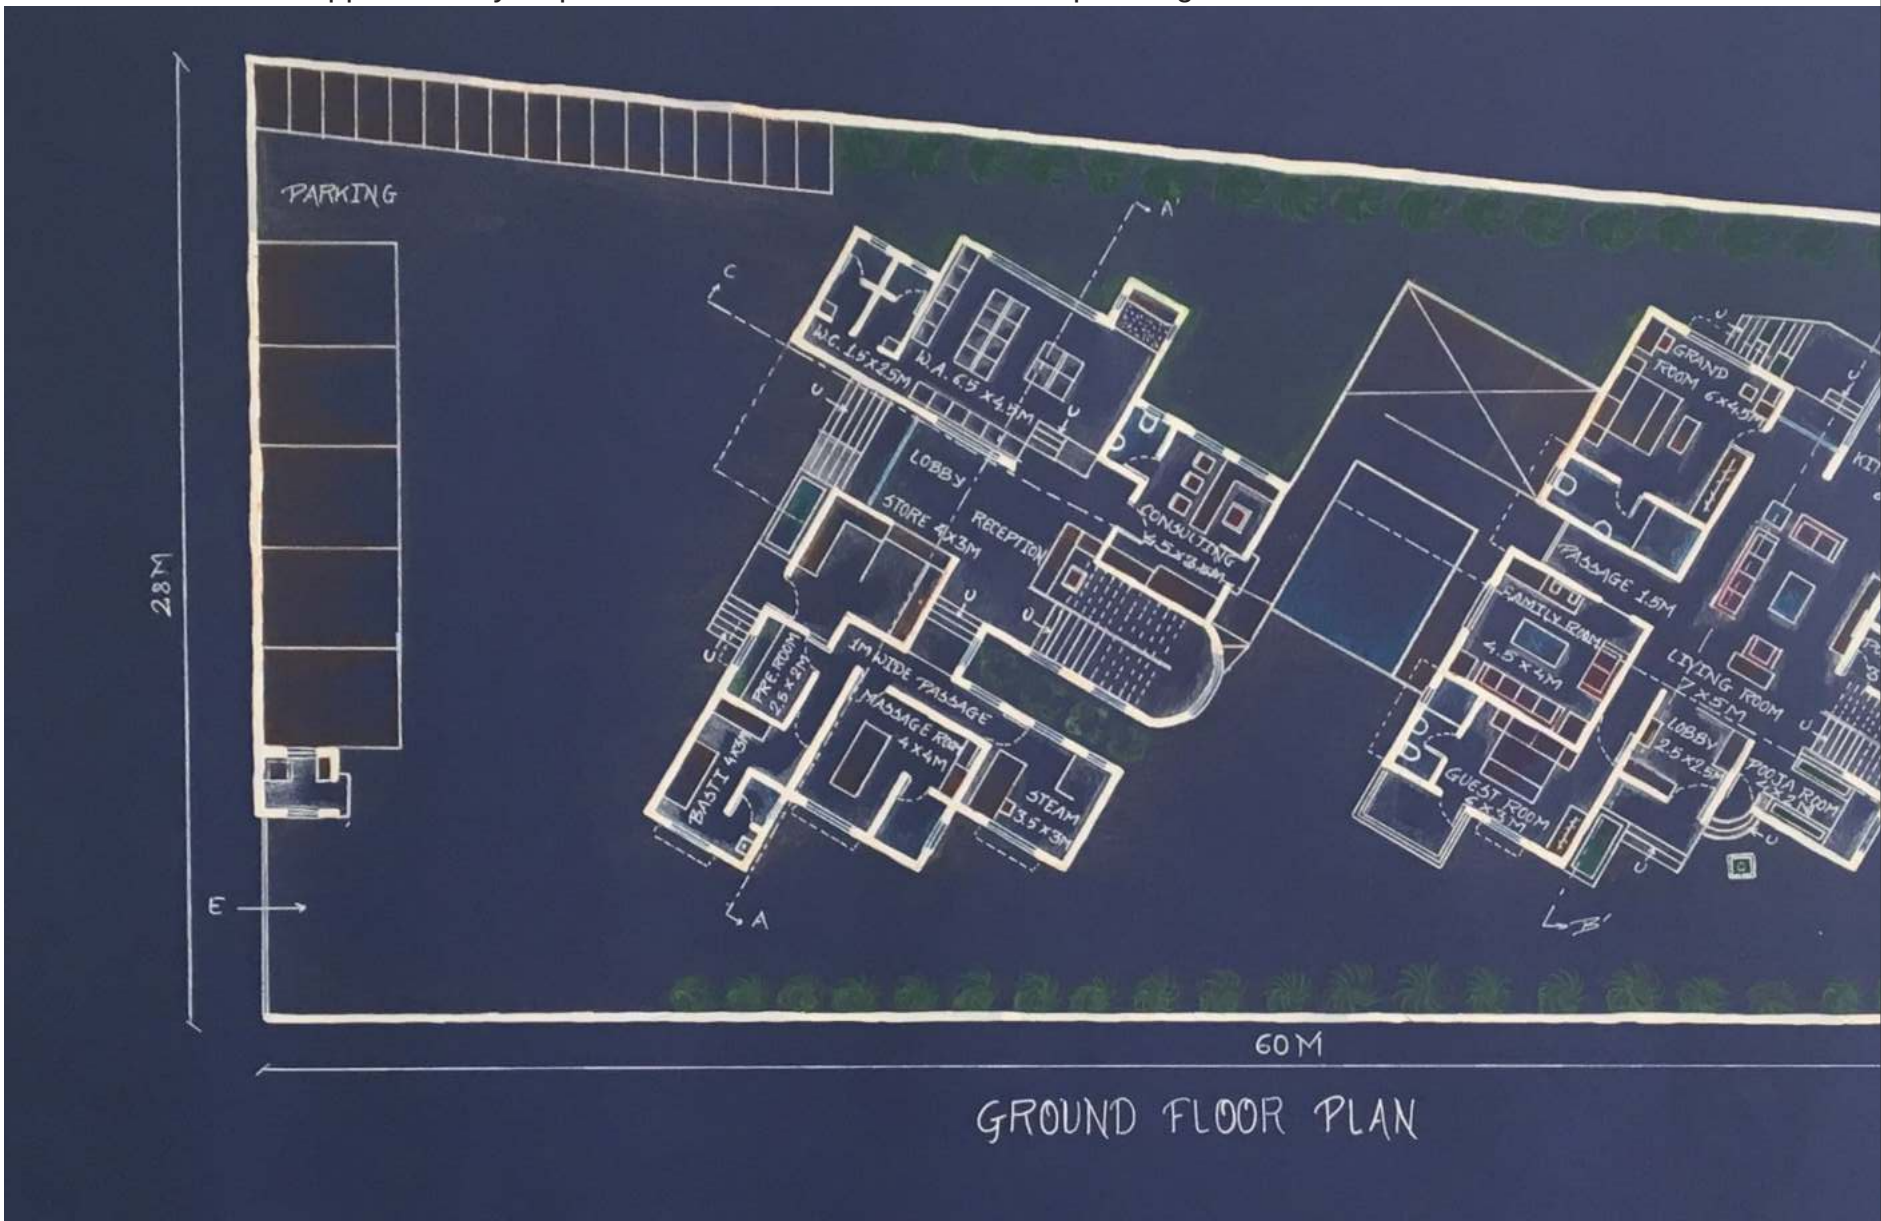 PARKING
28M
E
C
A'
U
W.C. 1.5X2.5M
W.A. 6.5 X 4.5M
U
LOBBY
STORE 4X3M
RECEPTION
CONSULTING
U
U
U
PRE.ROOM
2.5X2M
1M WIDE PASSAGE
MASSAGE ROOM
4X4M
BASTI 4X3M
STEAM
3.5X3M
A
U
GRAND
ROOM 6X4.5M
U
PASSAGE 1.5M
FAMILY ROOM
4.5X4M
LIVING ROOM
7X5M
U
LOBBY
2.5X2.5M
POOJA ROOM
GUEST ROOM
U
U
B'
60M
GROUND FLOOR PLAN